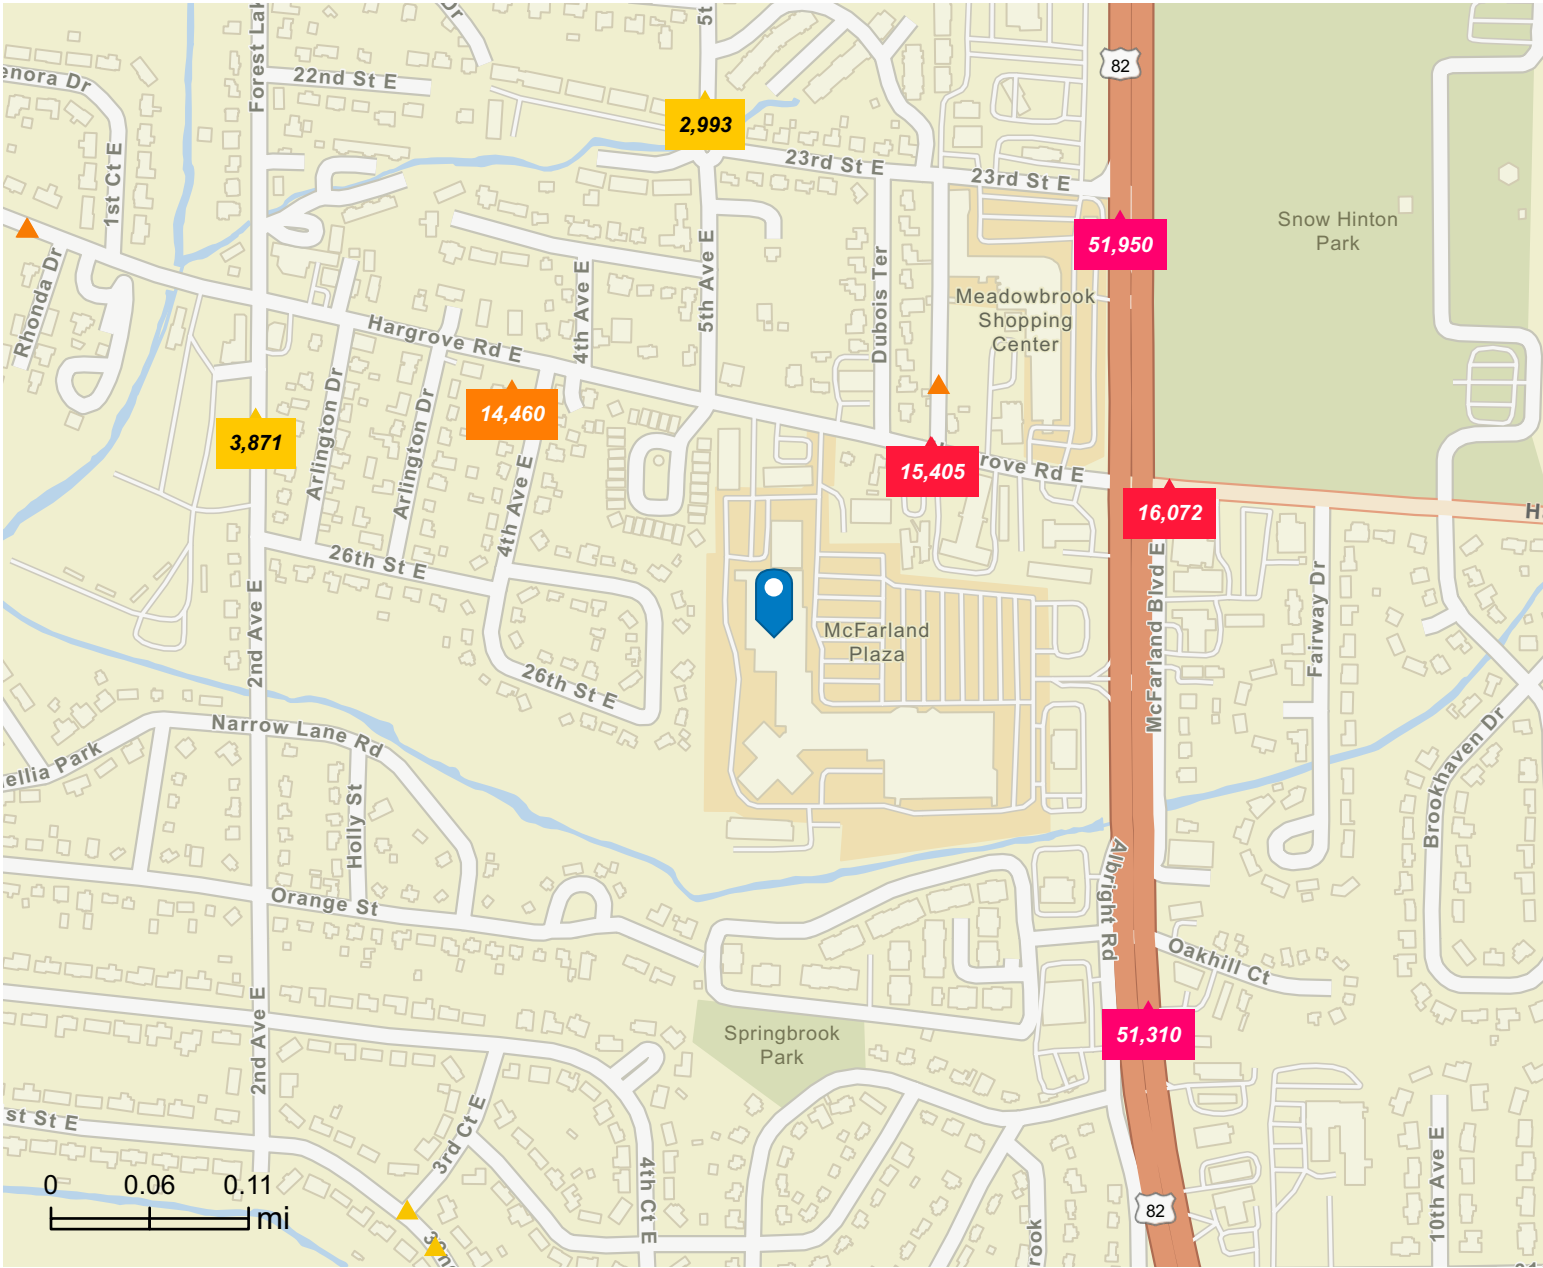 Dr
5t
Forest Lak
enora Dr
22nd St E
82
2,993
1st Ct E
23rd St E
23rd St E
Snow Hinton
Park
51,950
Rhonda Dr
5th Ave E
4th Ave E
Dubois Ter
Meadowbrook
Shopping
Center
Hargrove Rd E
14,460
3,871
Arlington Dr
Arlington Dr
15,405
rove Rd E
16,072
H
4th Ave E
26th St E
2nd Ave E
McFarland
Plaza
McFarland Blvd E
Fairway Dr
26th St E
Narrow Lane Rd
ellia Park
Holly St
Brookhaven Dr
Orange St
Albright Rd
Oakhill Ct
2nd Ave E
Springbrook
Park
51,310
st St E
3rd Ct E
4th Ct E
10th Ave E
0 0.06 0.11
mi
82
rook